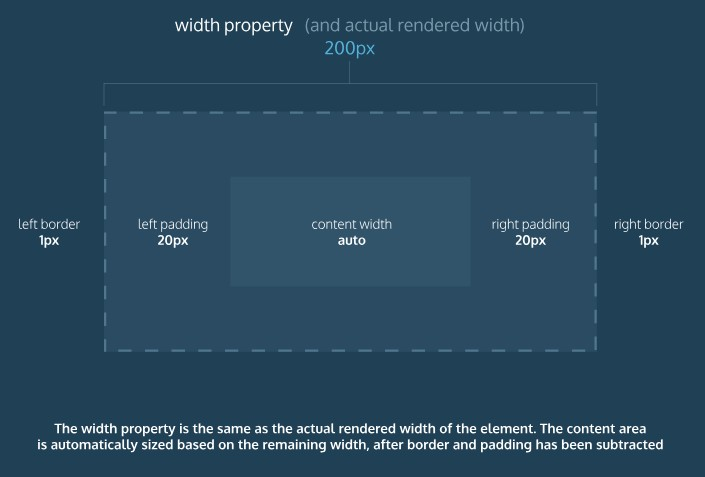 width property (and actual rendered width)
200px
left border
1px
left padding
20px
content width
auto
right padding
20px
right border
1px
The width property is the same as the actual rendered width of the element. The content area
is automatically sized based on the remaining width, after border and padding has been subtracted